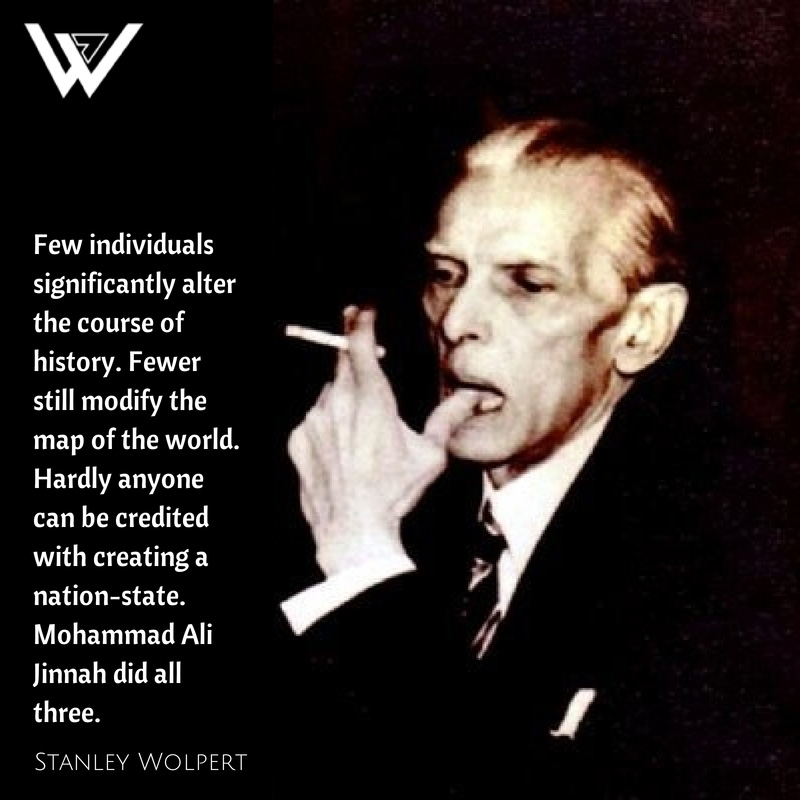 W
Few individuals
significantly alter
the course of
history. Fewer
still modify the
map of the world.
Hardly anyone
can be credited
with creating a
nation-state.
Mohammad Ali
Jinnah did all
three.
Stanley Wolpert